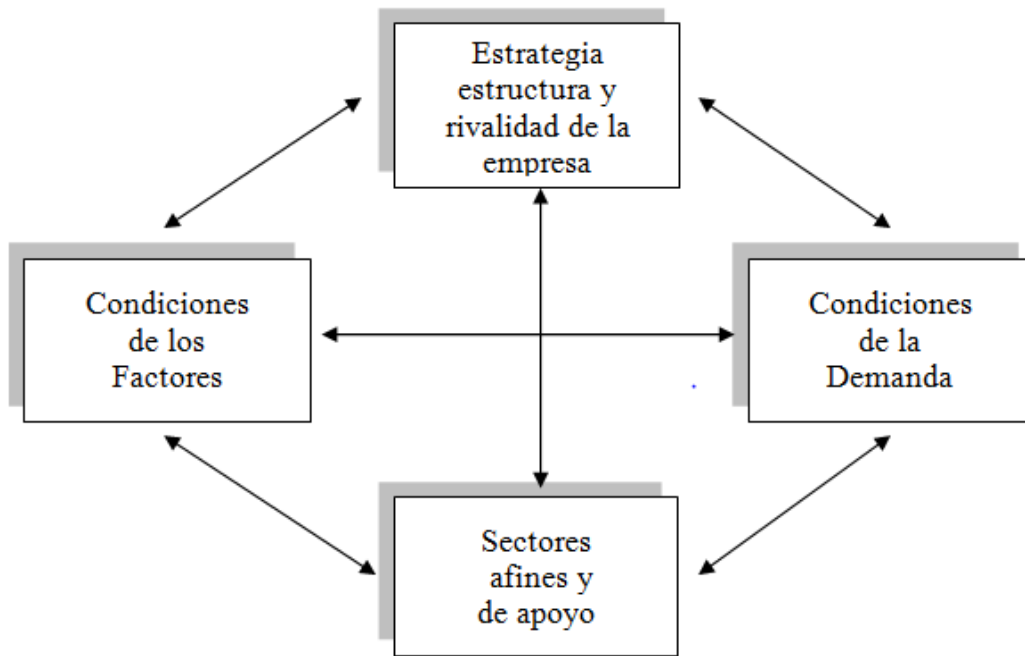 Estrategia
estructura y
rivalidad de la
empresa
Condiciones
de los
Factores
Condiciones
de la
Demanda
Sectores
afines y
de apoyo